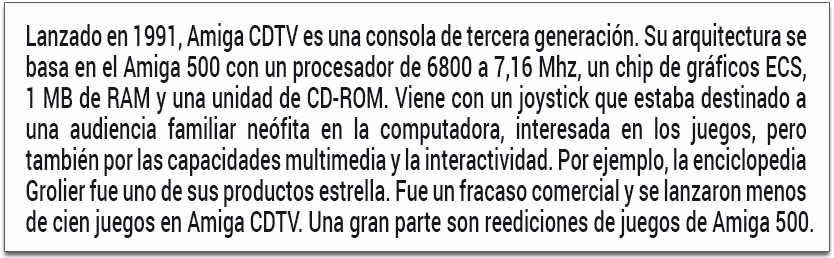 Lanzado en 1991, Amiga CDTV es una consola de tercera generación. Su arquitectura se
basa en el Amiga 500 con un procesador de 6800 a 7,16 Mhz, un chip de gráficos ECS,
1 MB de RAM y una unidad de CD-ROM. Viene con un joystick que estaba destinado a
una audiencia familiar neófita en la computadora, interesada en los juegos, pero
también por las capacidades multimedia y la interactividad. Por ejemplo, la enciclopedia
Grolier fue uno de sus productos estrella. Fue un fracaso comercial y se lanzaron menos
de cien juegos en Amiga CDTV. Una gran parte son reediciones de juegos de Amiga 500.